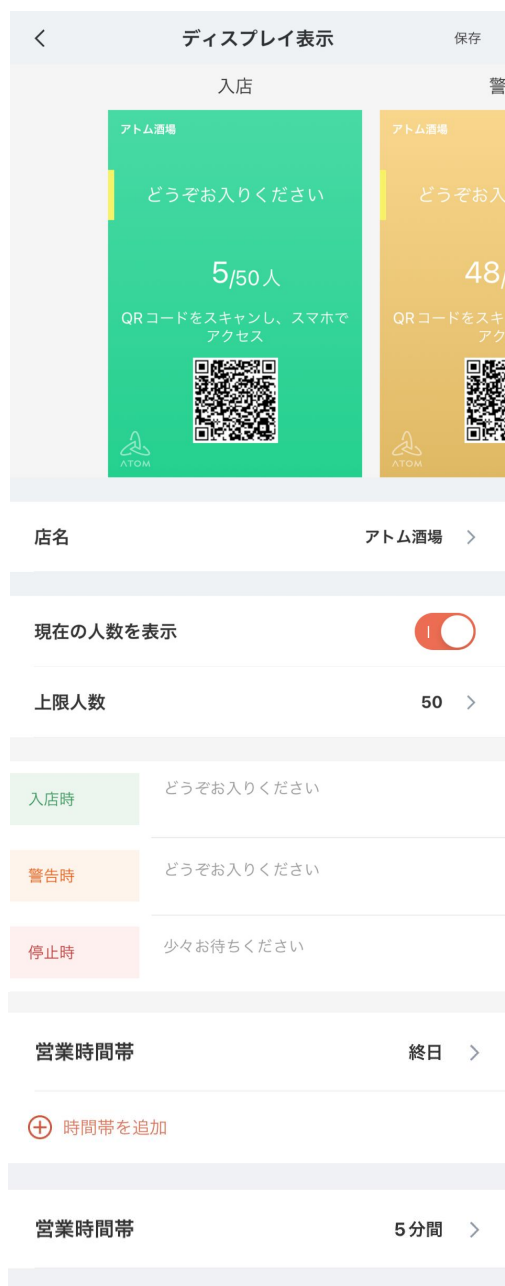 ディスプレイ表示
保存
入店
警
アトム酒場
どうぞお入りください
5/50人
QRコードをスキャンし、スマホで
アクセス
ATOM
アトム酒場
どうぞお入
48/
QRコードをスキ
アク
ATOM
店名
アトム酒場
現在の人数を表示
上限人数
50
入店時
どうぞお入りください
警告時
どうぞお入りください
停止時
少々お待ちください
営業時間帯
終日
時間帯を追加
営業時間帯
5分間